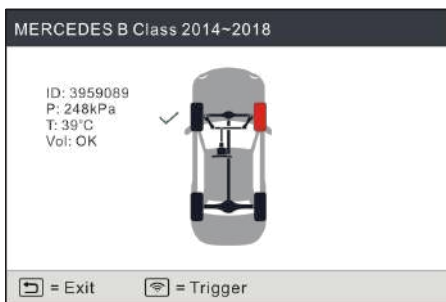 MERCEDES B Class 2014~2018
ID: 3959089
P: 248kPa
T: 39°C
Vol: OK
= Exit = Trigger